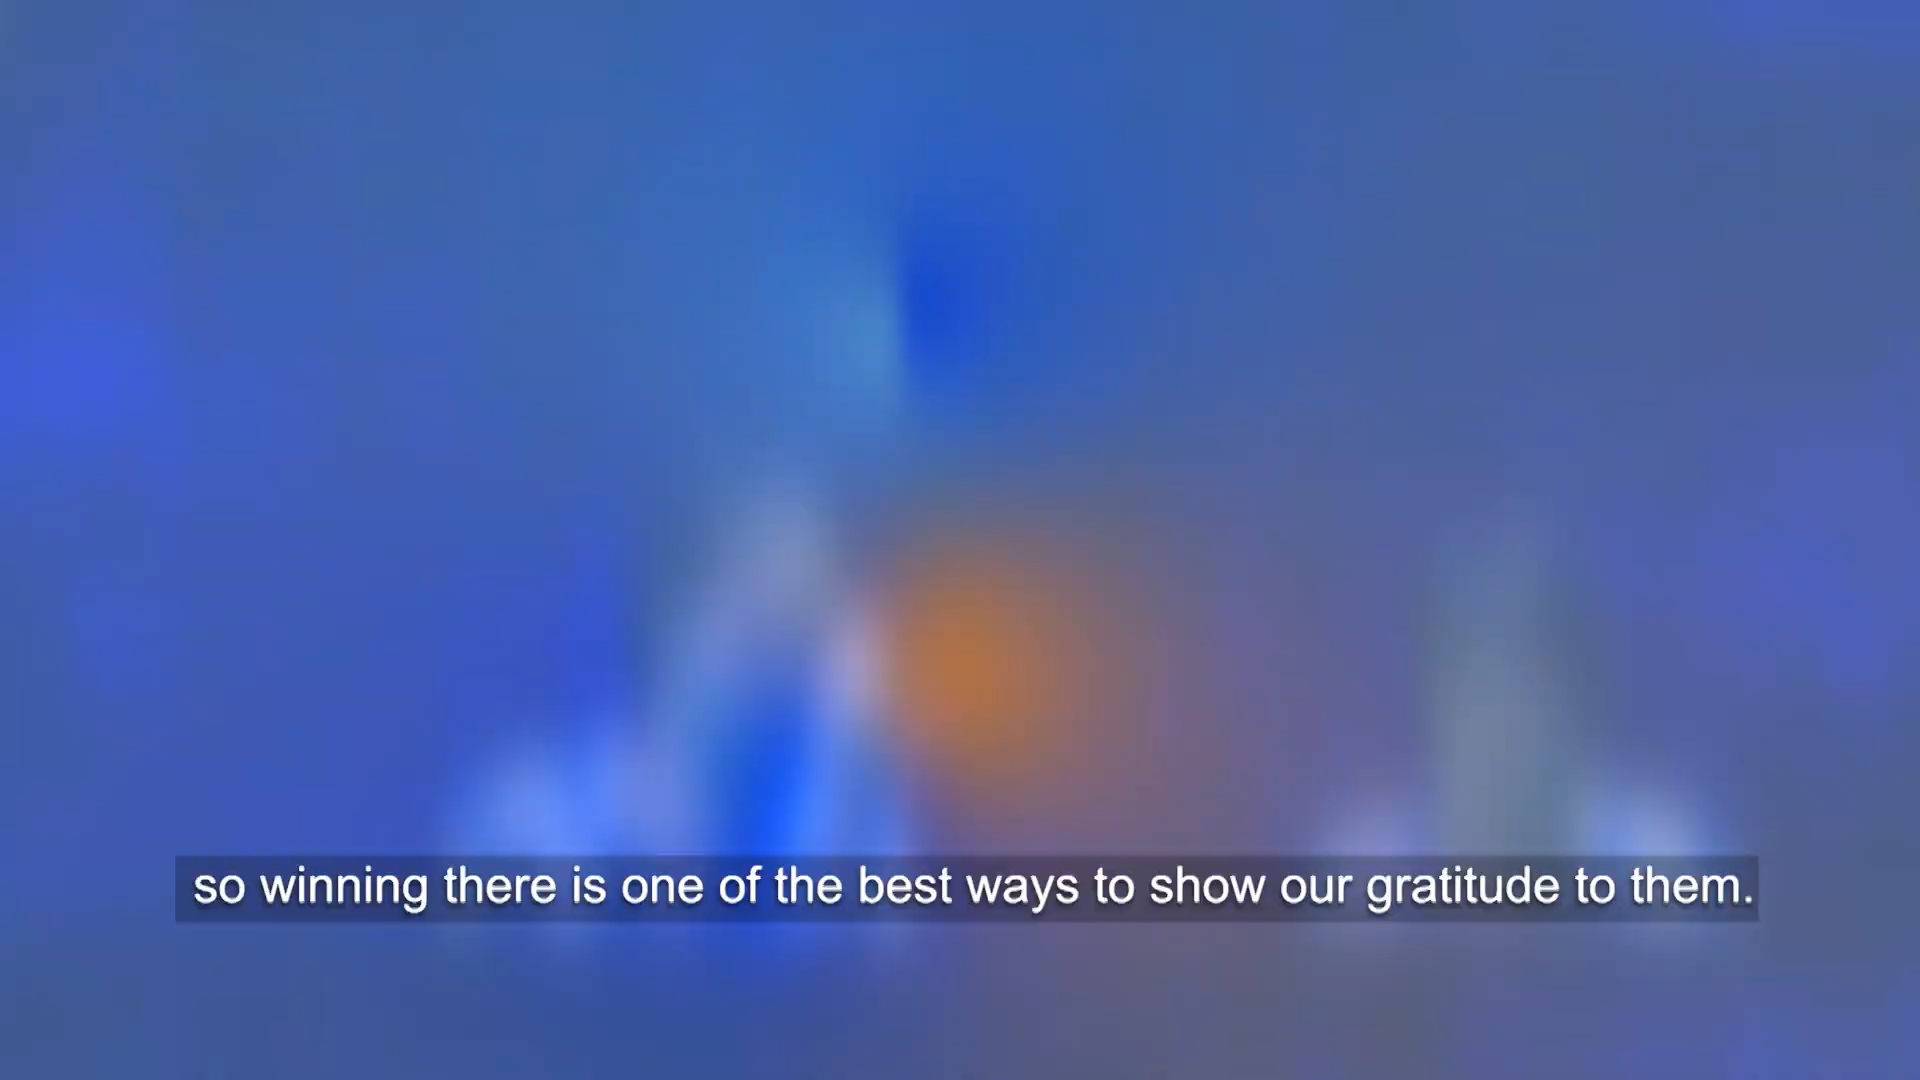 so winning there is one of the best ways to show our gratitude to them.